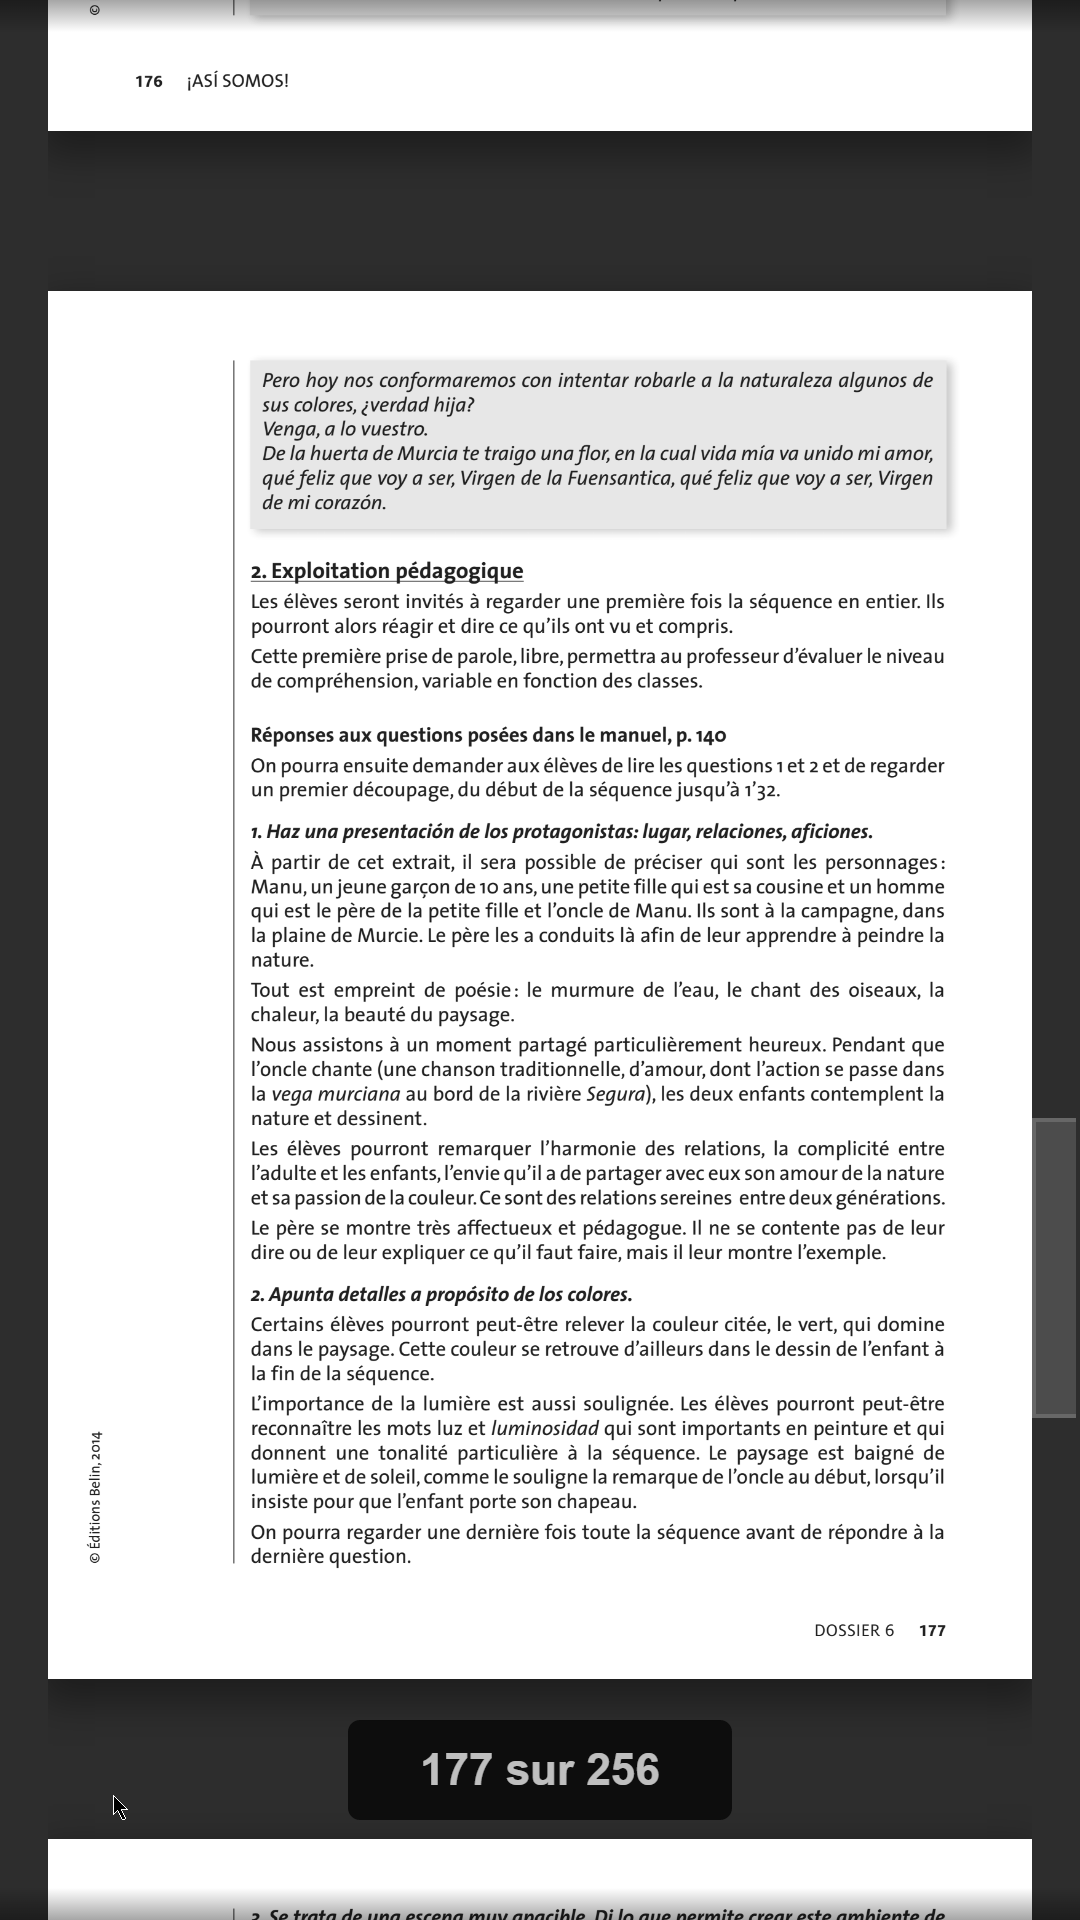 ©
176 ¡ASÍ SOMOS!
Pero hoy nos conformaremos con intentar robarle a la naturaleza algunos de
sus colores, ¿verdad hija?
Venga, a lo vuestro.
De la huerta de Murcia te traigo una flor, en la cual vida mía va unido mi amor,
qué feliz que voy a ser, Virgen de la Fuensantica, qué feliz que voy a ser, Virgen
de mi corazón.
2. Exploitation pédagogique
Les élèves seront invités à regarder une première fois la séquence en entier. Ils
pourront alors réagir et dire ce qu’ils ont vu et compris.
Cette première prise de parole, libre, permettra au professeur d’évaluer le niveau
de compréhension, variable en fonction des classes.
Réponses aux questions posées dans le manuel, p. 140
On pourra ensuite demander aux élèves de lire les questions 1 et 2 et de regarder
un premier découpage, du début de la séquence jusqu’à 1’32.
1. Haz una presentación de los protagonistas: lugar, relaciones, aficiones.
À partir de cet extrait, il sera possible de préciser qui sont les personnages :
Manu, un jeune garçon de 10 ans, une petite fille qui est sa cousine et un homme
qui est le père de la petite fille et l’oncle de Manu. Ils sont à la campagne, dans
la plaine de Murcie. Le père les a conduits là afin de leur apprendre à peindre la
nature.
Tout est empreint de poésie : le murmure de l’eau, le chant des oiseaux, la
chaleur, la beauté du paysage.
Nous assistons à un moment partagé particulièrement heureux. Pendant que
l’oncle chante (une chanson traditionnelle, d’amour, dont l’action se passe dans
la vega murciana au bord de la rivière Segura), les deux enfants contemplent la
nature et dessinent.
Les élèves pourront remarquer l’harmonie des relations, la complicité entre
l’adulte et les enfants, l’envie qu’il a de partager avec eux son amour de la nature
et sa passion de la couleur. Ce sont des relations sereines entre deux générations.
Le père se montre très affectueux et pédagogue. Il ne se contente pas de leur
dire ou de leur expliquer ce qu’il faut faire, mais il leur montre l’exemple.
2. Apunta detalles a propósito de los colores.
Certains élèves pourront peut-être relever la couleur citée, le vert, qui domine
dans le paysage. Cette couleur se retrouve d’ailleurs dans le dessin de l’enfant à
la fin de la séquence.
L’importance de la lumière est aussi soulignée. Les élèves pourront peut-être
reconnaître les mots luz et luminosidad qui sont importants en peinture et qui
donnent une tonalité particulière à la séquence. Le paysage est baigné de
lumière et de soleil, comme le souligne la remarque de l’oncle au début, lorsqu’il
insiste pour que l’enfant porte son chapeau.
On pourra regarder une dernière fois toute la séquence avant de répondre à la
dernière question.
© Éditions Belin, 2014
DOSSIER 6 177
177 sur 256
3. Se trata de una escena muy apacible. Di lo que permite crear este ambiente de